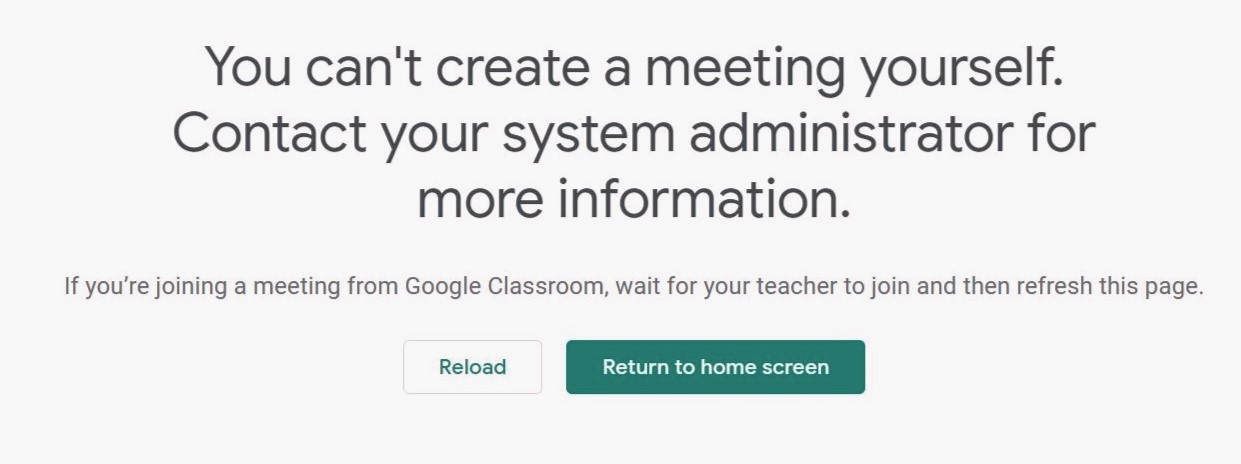 You can't create a meeting yourself.
Contact your system administrator for
more information.
If you’re joining a meeting from Google Classroom, wait for your teacher to join and then refresh this page.
Reload
Return to home screen